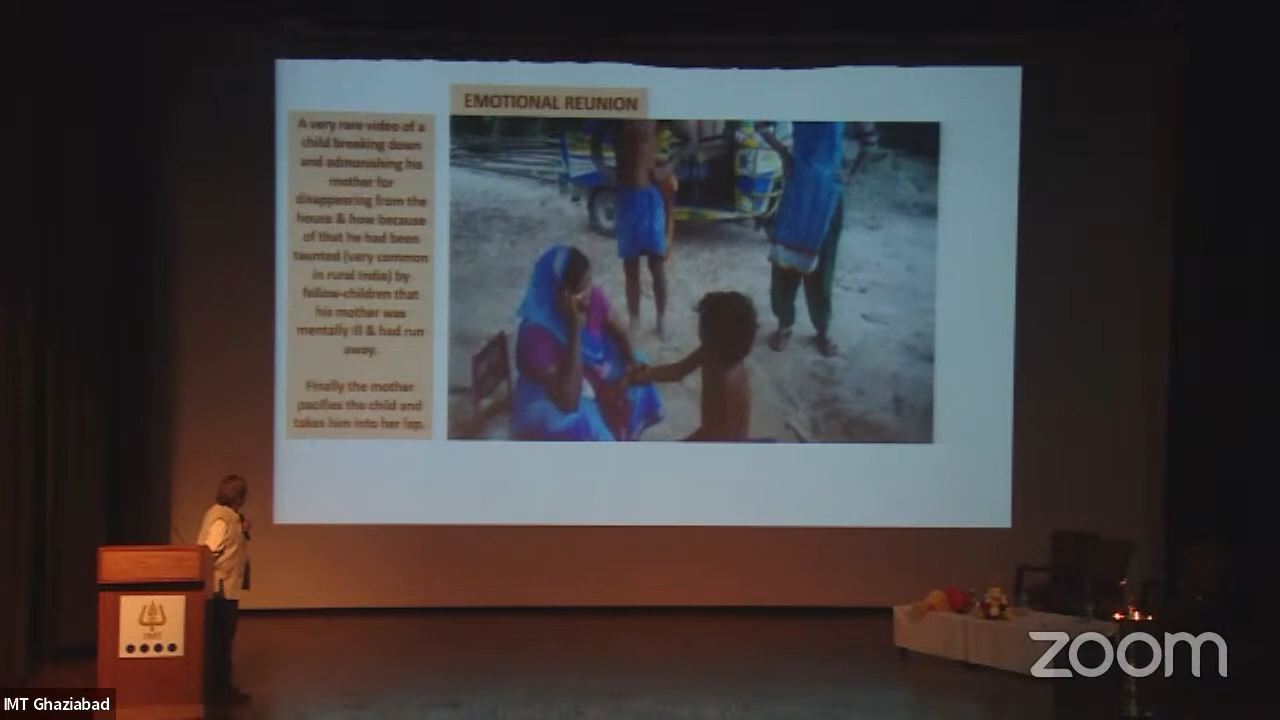 EMOTIONAL REUNION
A very rare video of a
child breaking down
and admonishing his
mother for
disappearing from the
house & how because
of that he had been
taunted (very common
in rural India) by
fellow-children that
his mother was
mentally ill & had run
away.
Finally the mother
pacifies the child and
takes him into her lap.
IMT
zoom
IMT Ghaziabad